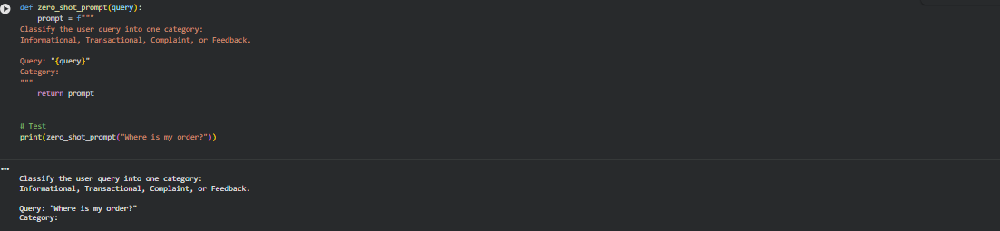 def zero_shot_prompt(query):
    prompt = f"""
Classify the user query into one category:
Informational, Transactional, Complaint, or Feedback.

Query: "{query}"
Category:
"""
    return prompt


# Test
print(zero_shot_prompt("Where is my order?"))

Classify the user query into one category:
Informational, Transactional, Complaint, or Feedback.

Query: "Where is my order?"
Category: